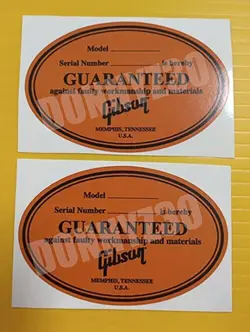 Model
Serial Number is hereby
GUARANTEED
against faulty workmanship and materials
Gibson
MEMPHIS, TENNESSEE
U.S.A.
Model
Serial Number is hereby
GUARANTEED
against faulty workmanship and materials
Gibson
MEMPHIS, TENNESSEE
U.S.A.